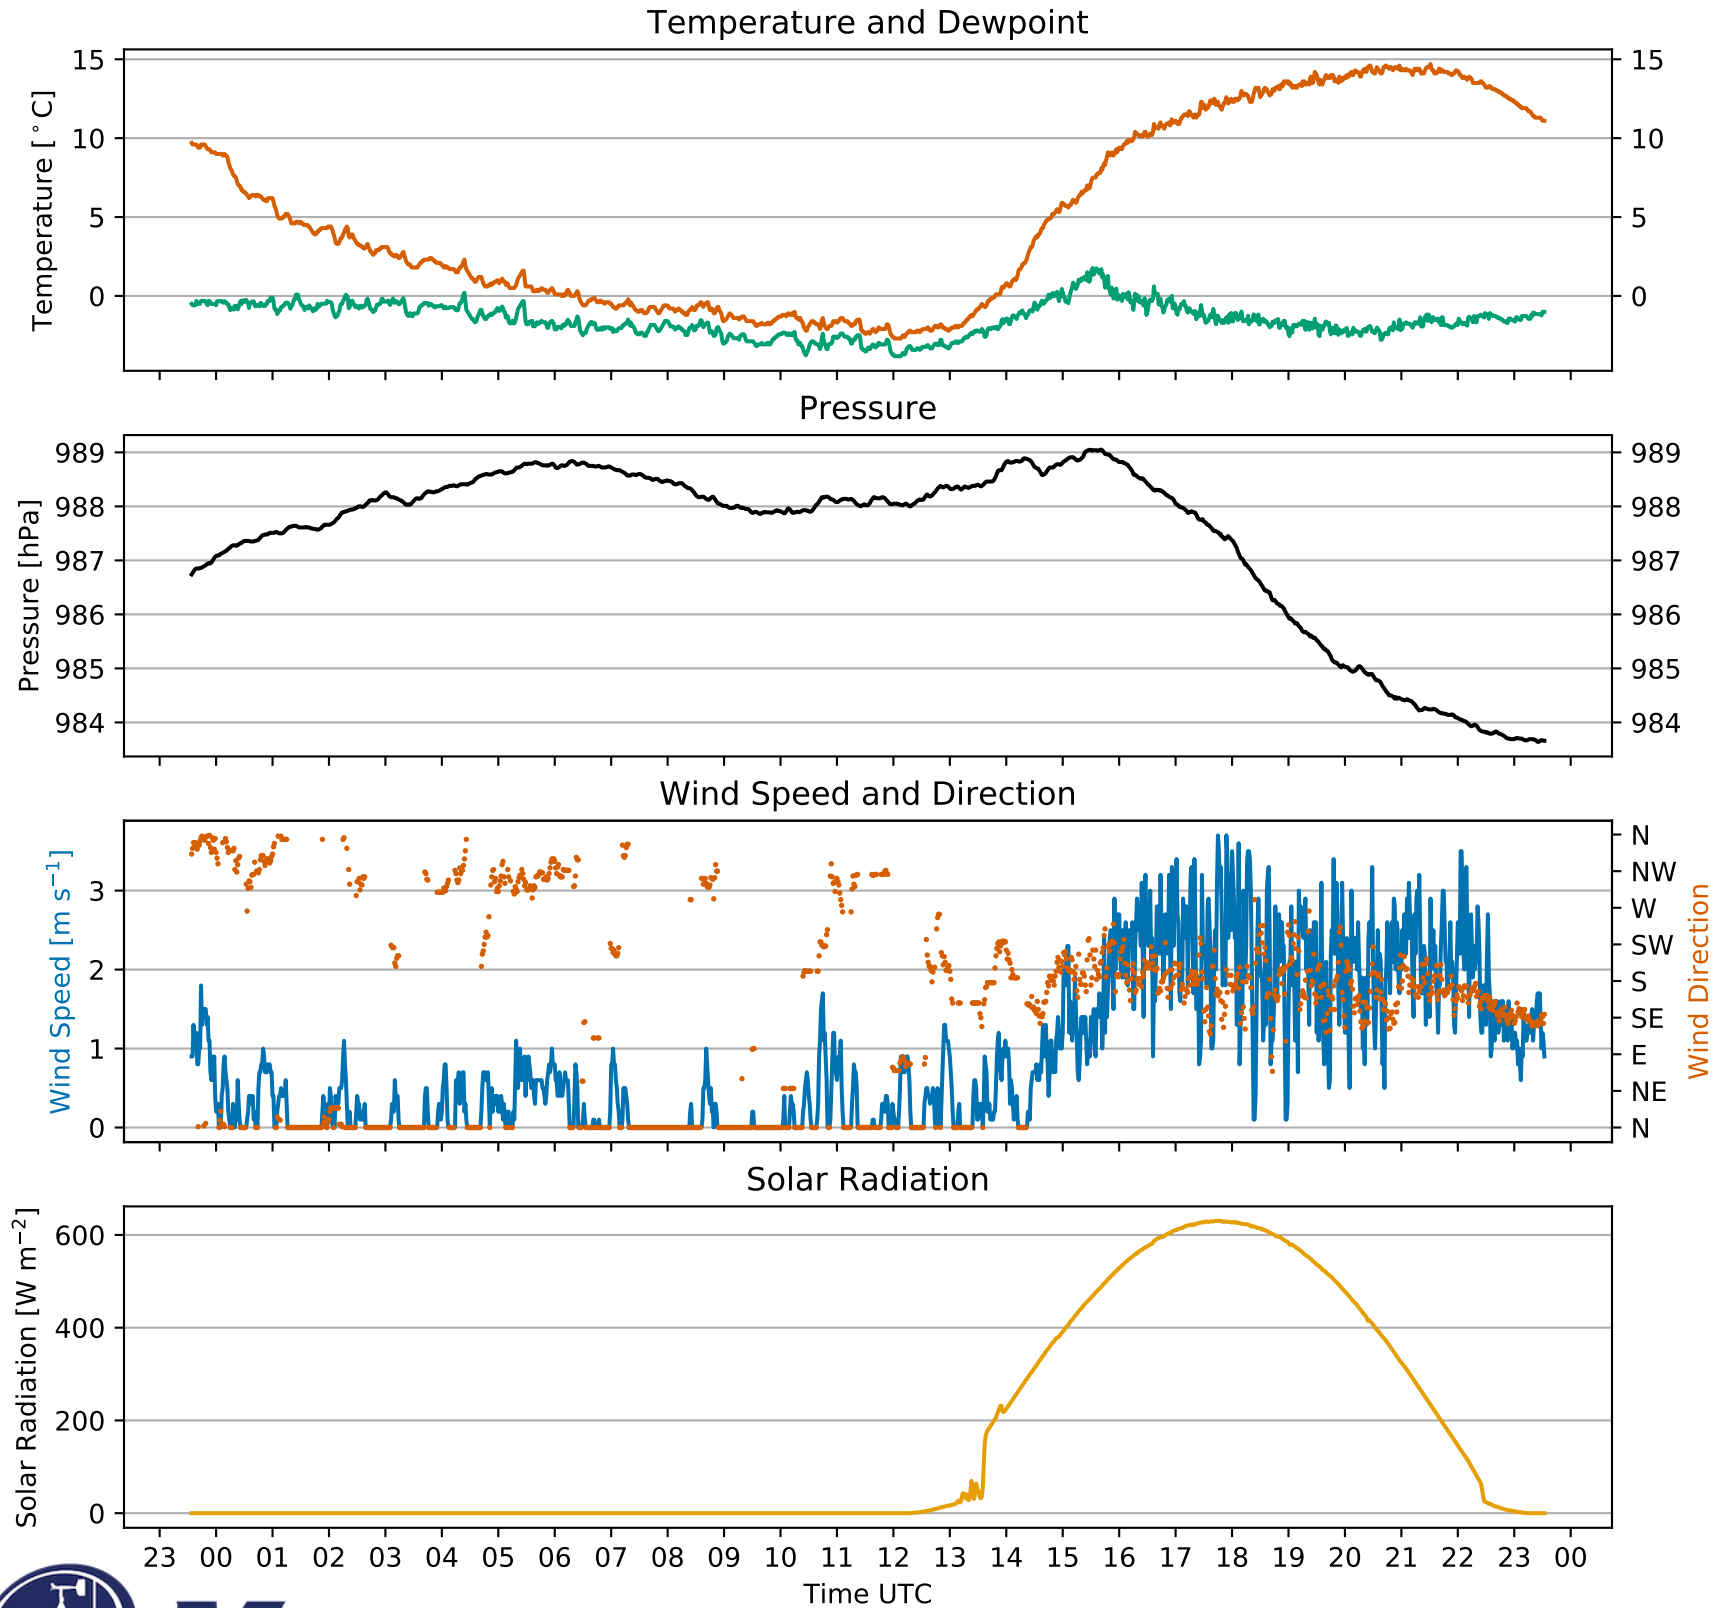 Temperature and Dewpoint
Temperature [°C]
15
10
5
0
15
10
5
0
Pressure
Pressure [hPa]
989
988
987
986
985
984
989
988
987
986
985
984
Wind Speed and Direction
Wind Speed [m s⁻¹]
3
2
1
0
N
NW
W
SW
S
SE
E
NE
N
Wind Direction
Solar Radiation
Solar Radiation [W m⁻²]
600
400
200
0
23 00 01 02 03 04 05 06 07 08 09 10 11 12 13 14 15 16 17 18 19 20 21 22 23 00
Time UTC